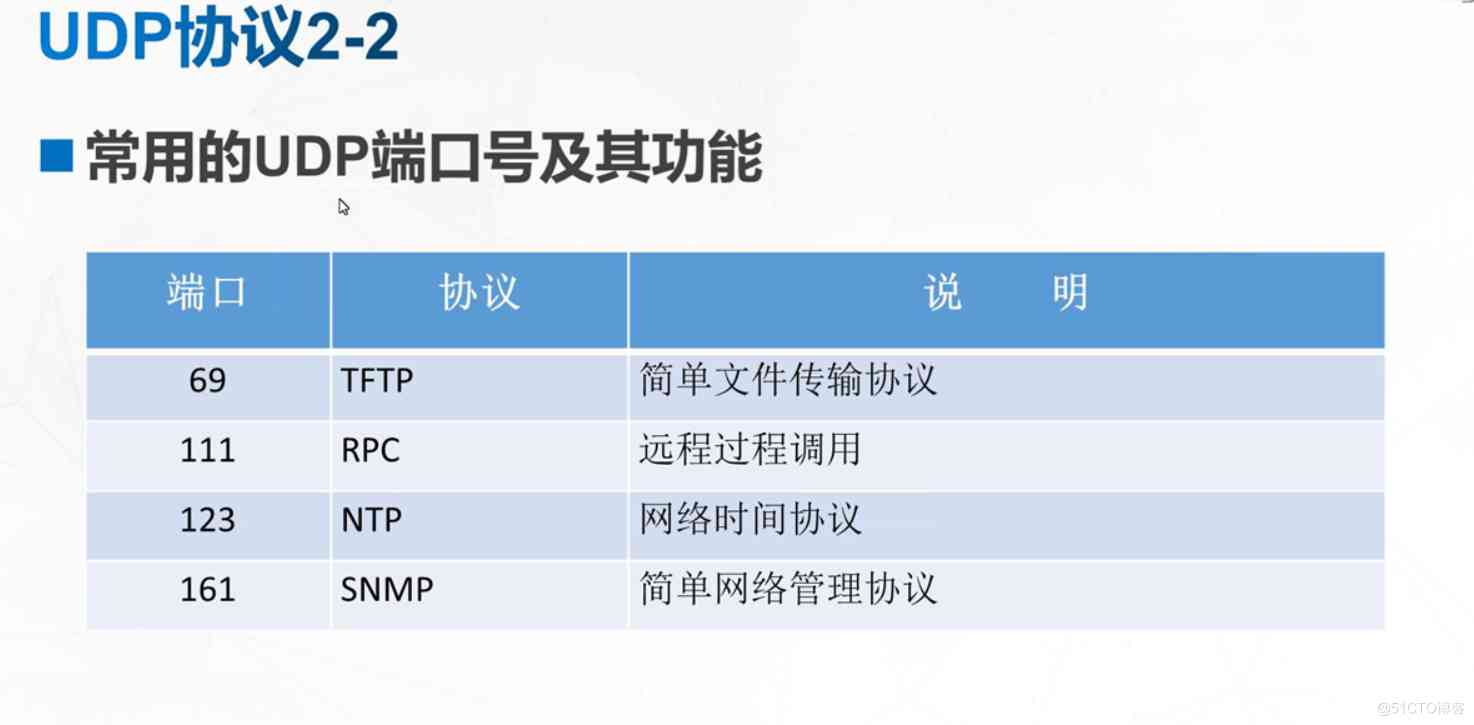 UDP协议2-2
常用的UDP端口号及其功能
端口 协议 说 明
69 TFTP 简单文件传输协议
111 RPC 远程过程调用
123 NTP 网络时间协议
161 SNMP 简单网络管理协议
@51CTO博客